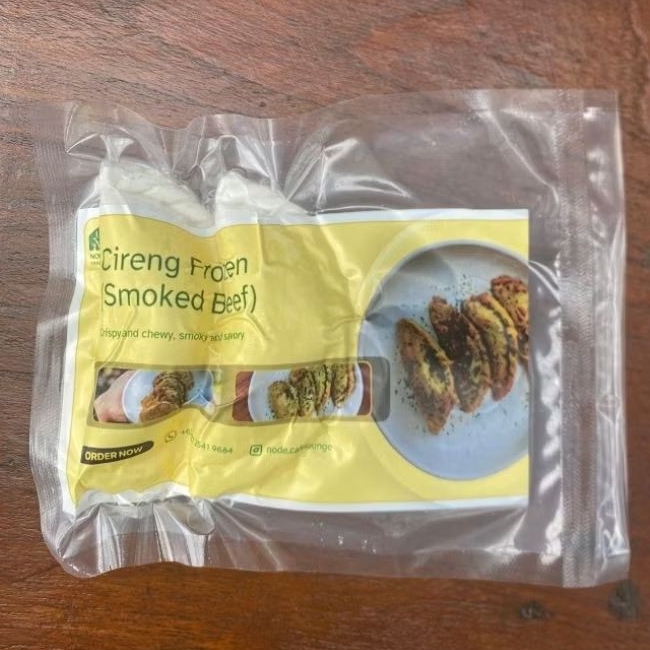 Cireng Frozen
(Smoked Beef)
crispy and chewy, smoky and savory
ORDER NOW